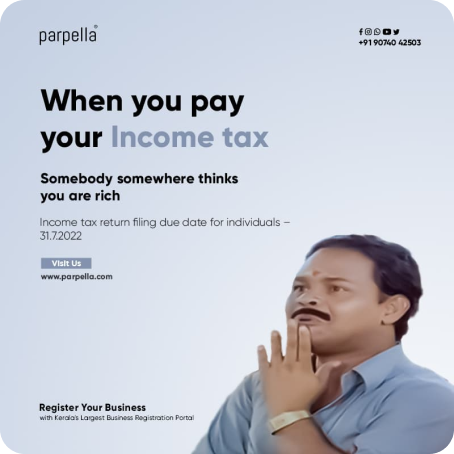 parpella®
+91 90740 42503
When you pay
your Income tax
Somebody somewhere thinks
you are rich
Income tax return filing due date for individuals –
31.7.2022
Visit Us
www.parpella.com
Register Your Business
with Kerala's Largest Business Registration Portal